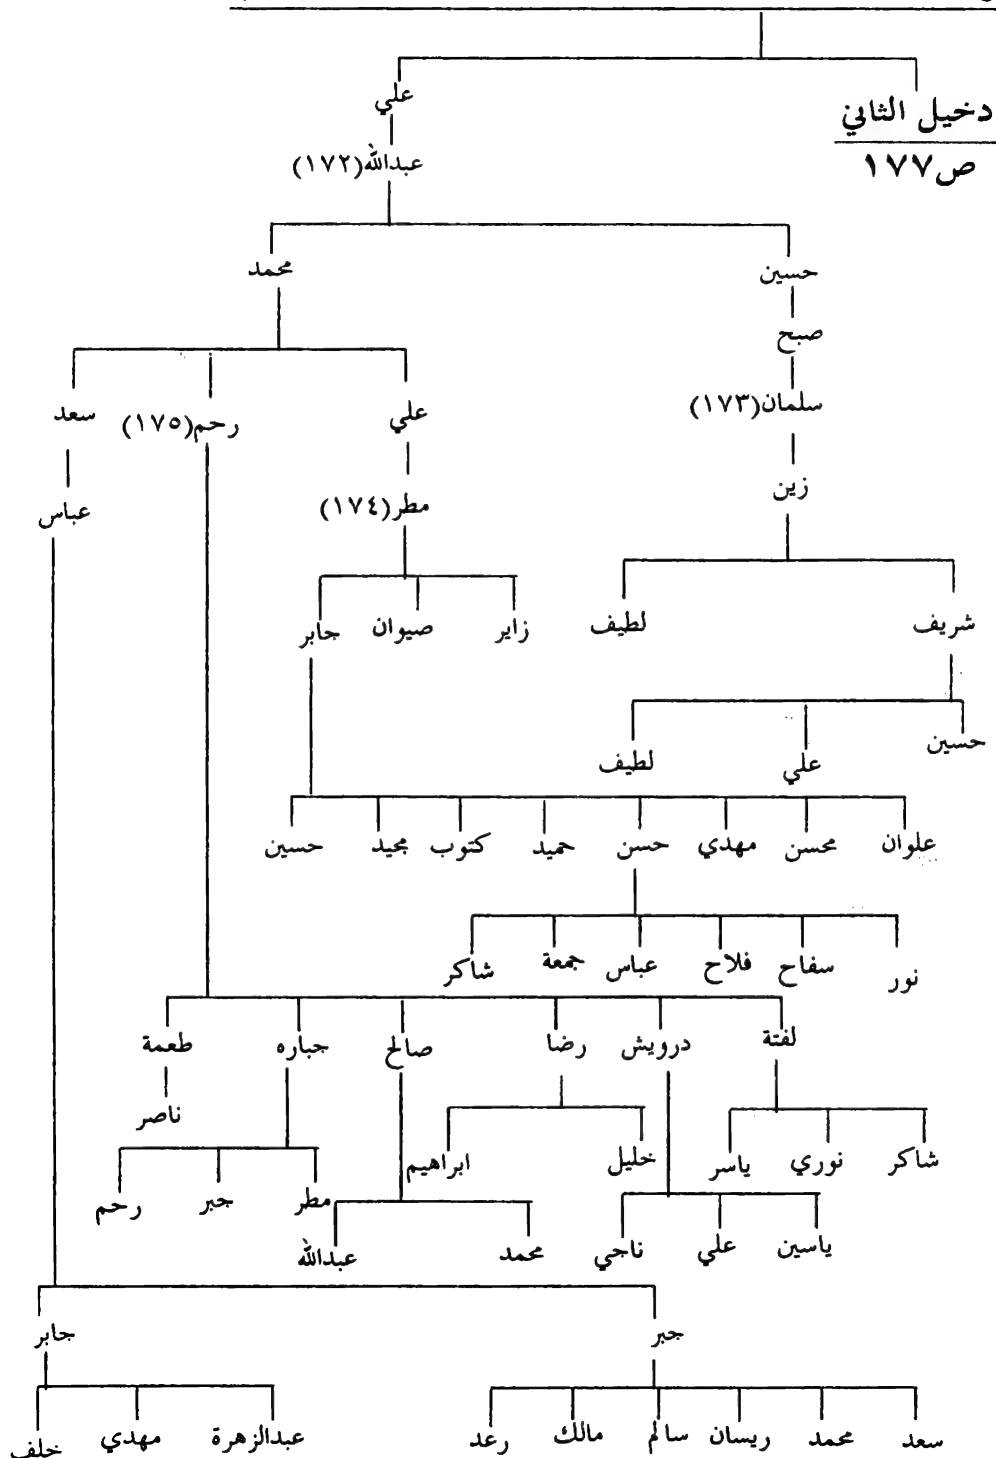 علي
دخيل الثاني
ص١٧٧
عبدالله(١٧٢)
حسين
محمد
صبح
سلمان(١٧٣)
علي
رحم(١٧٥)
سعد
زين
مطر(١٧٤)
عباس
شريف
لطيف
زاير
صيوان
جابر
حسين
علي
لطيف
علوان
محسن
مهدي
حسن
حميد
كتوب
مجيد
حسين
نور
سفاح
فلاح
عباس
جمعة
شاكر
لفتة
درويش
رضا
صالح
جباره
طعمة
ناصر
شاكر
نوري
ياسر
خليل
ابراهيم
مطر
جبر
رحم
ياسين
علي
ناجي
محمد
عبدالله
جبر
جابر
سعد
محمد
ريسان
سالم
مالك
رعد
عبدالزهرة
مهدي
خلف